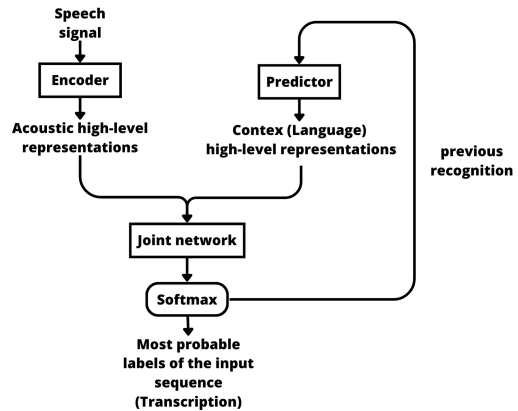 Speech
signal
Encoder
Predictor
Acoustic high-level
representations
Contex (Language)
high-level representations
previous
recognition
Joint network
Softmax
Most probable
labels of the input
sequence
(Transcription)